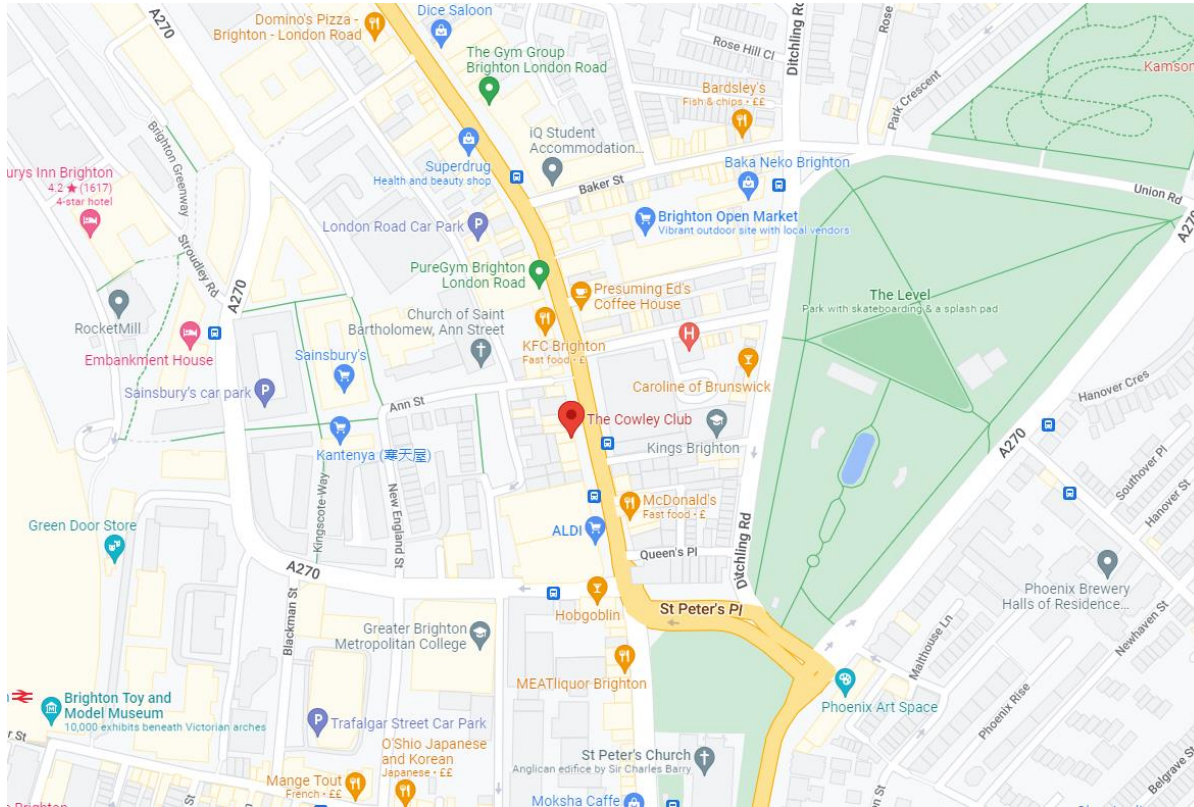 A270
Domino's Pizza -
Brighton - London Road
Dice Saloon
The Gym Group
Brighton London Road
Rose Hill Cl
Ditchling Rd
Rose
Kamson
Park Crescent
Bardsley's
Fish & chips • ££
iQ Student
Accommodation...
Superdrug
Health and beauty shop
Baker St
Baka Neko Brighton
Union Rd
A270
Brighton Greenway
urys Inn Brighton
4.2 ★ (1617)
4-star hotel
London Road Car Park
P
Brighton Open Market
Vibrant outdoor site with local vendors
Stroudley Rd
A270
PureGym Brighton
London Road
Presuming Ed's
Coffee House
The Level
Park with skateboarding & a splash pad
RocketMill
Church of Saint
Bartholomew, Ann Street
H
KFC Brighton
Fast food • £
Embankment House
Sainsbury's
Caroline of Brunswick
Hanover Cres
Sainsbury's car park
P
Ann St
The Cowley Club
Kings Brighton
A270
Kantenya (寒天屋)
Southover Pl
Hanover St
New England St
Kingscote-Way
McDonald's
Fast food • £
Green Door Store
ALDI
Queen's Pl
Ditchling Rd
A270
Phoenix Brewery
Halls of Residence...
Blackman St
Hobgoblin
St Peter's Pl
Malthouse Ln
Newhaven St
Greater Brighton
Metropolitan College
MEATliquor Brighton
Phoenix Art Space
Phoenix Rise
Brighton Toy and
Model Museum
10,000 exhibits beneath Victorian arches
P
Trafalgar Street Car Park
St Peter's Church
Anglican edifice by Sir Charles Barry
Belgrave St
r St
O'Shio Japanese
and Korean
Japanese • ££
Mange Tout
French • ££
St
Moksha Caffe
St